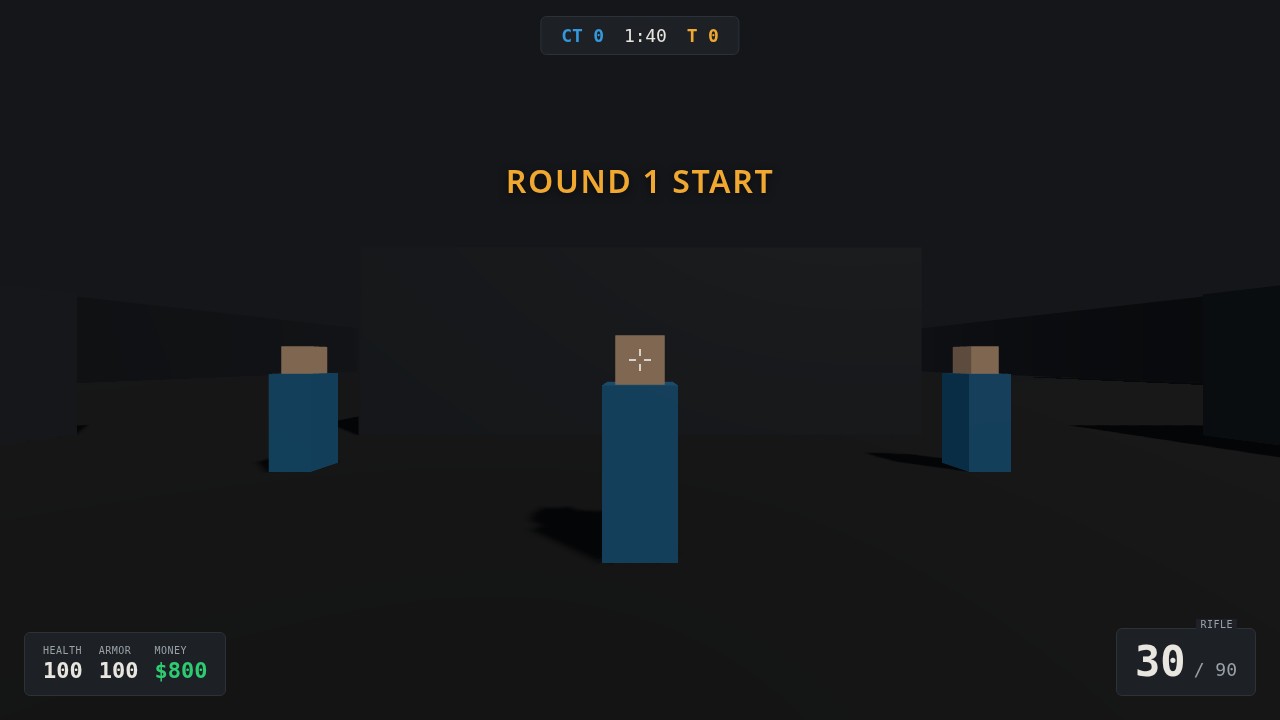 CT 0 1:40 T 0
ROUND 1 START
HEALTH ARMOR MONEY
100 100 $800
RIFLE
30 / 90